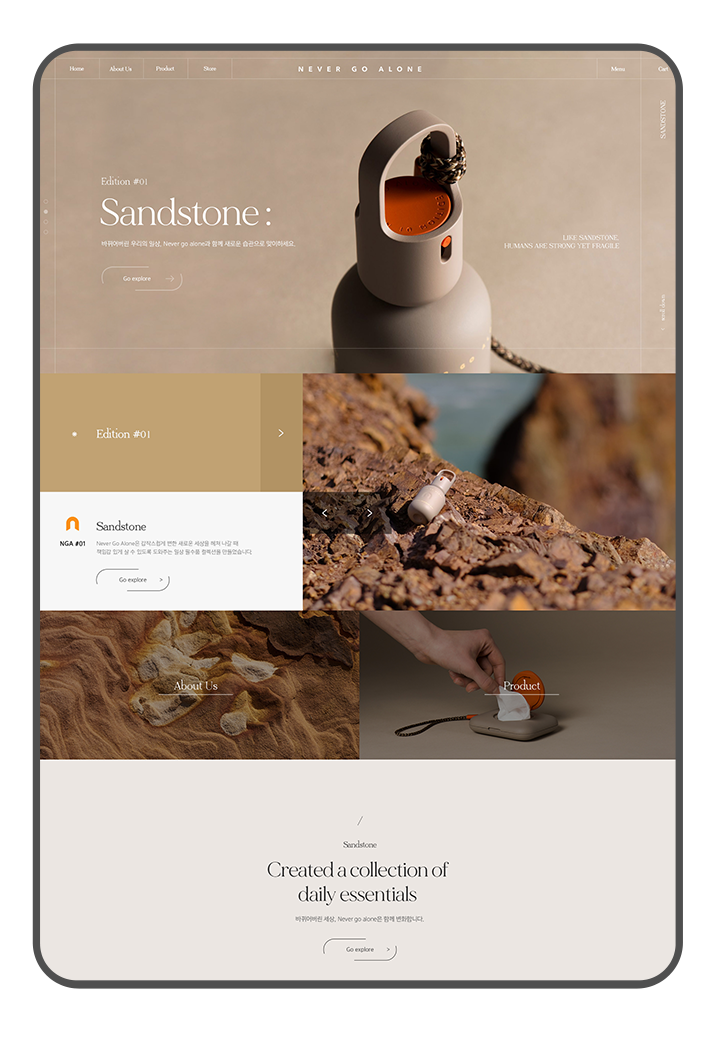 Home
About Us
Product
Store
NEVER GO ALONE
Menu
Cart
SANDSTONE
Edition #01
Sandstone :
바뀌어버린 우리의 일상, Never go alone과 함께 새로운 습관으로 맞이하세요.
Go explore
LIKE SANDSTONE,
HUMANS ARE STRONG YET FRAGILE
scroll down
Edition #01
NGA #01
Sandstone
Never Go Alone은 갑작스럽게 변한 새로운 세상을 헤쳐 나갈 때
책임감 있게 살 수 있도록 도와주는 일상 필수품 컬렉션을 만들었습니다.
Go explore
About Us
Product
/
Sandstone
Created a collection of
daily essentials
바뀌어버린 세상, Never go alone은 함께 변화합니다.
Go explore